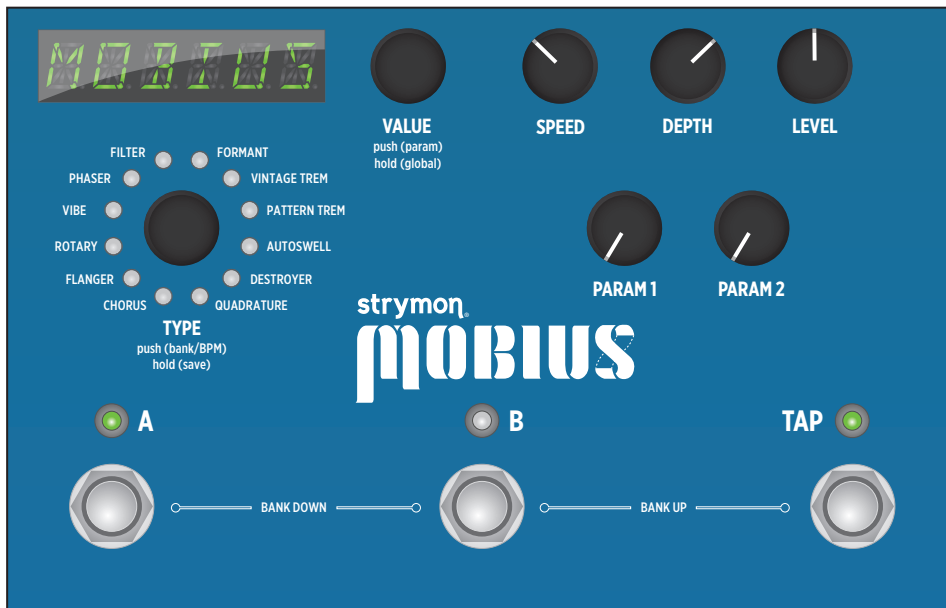 MOBIUS
VALUE
push (param)
hold (global)
SPEED
DEPTH
LEVEL
FILTER
FORMANT
PHASER
VINTAGE TREM
VIBE
PATTERN TREM
ROTARY
AUTOSWELL
FLANGER
DESTROYER
CHORUS
QUADRATURE
TYPE
push (bank/BPM)
hold (save)
PARAM 1
PARAM 2
strymon®
MOBIUS
A
B
TAP
BANK DOWN
BANK UP